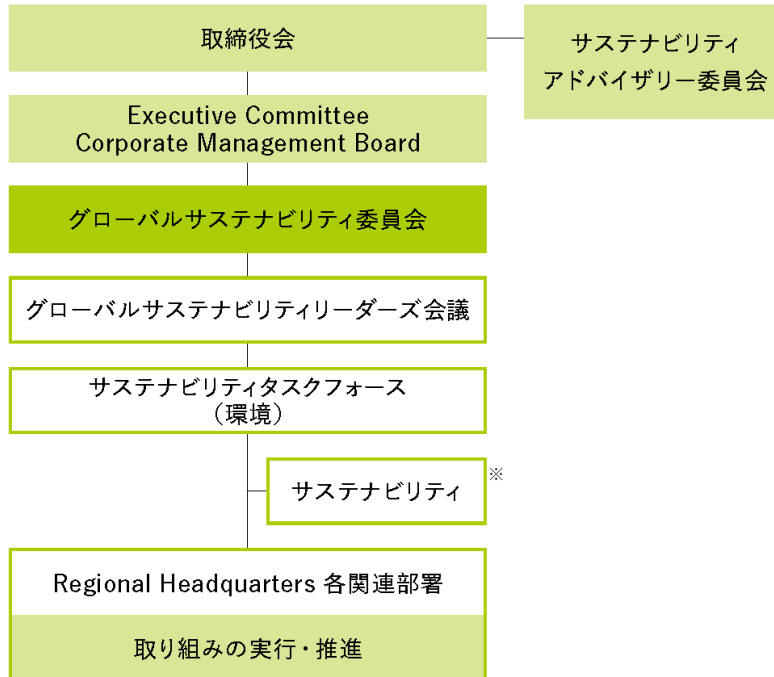 取締役会
サステナビリティ
アドバイザリー委員会
Executive Committee
Corporate Management Board
グローバルサステナビリティ委員会
グローバルサステナビリティリーダーズ会議
サステナビリティタスクフォース
（環境）
サステナビリティ※
Regional Headquarters 各関連部署
取り組みの実行・推進